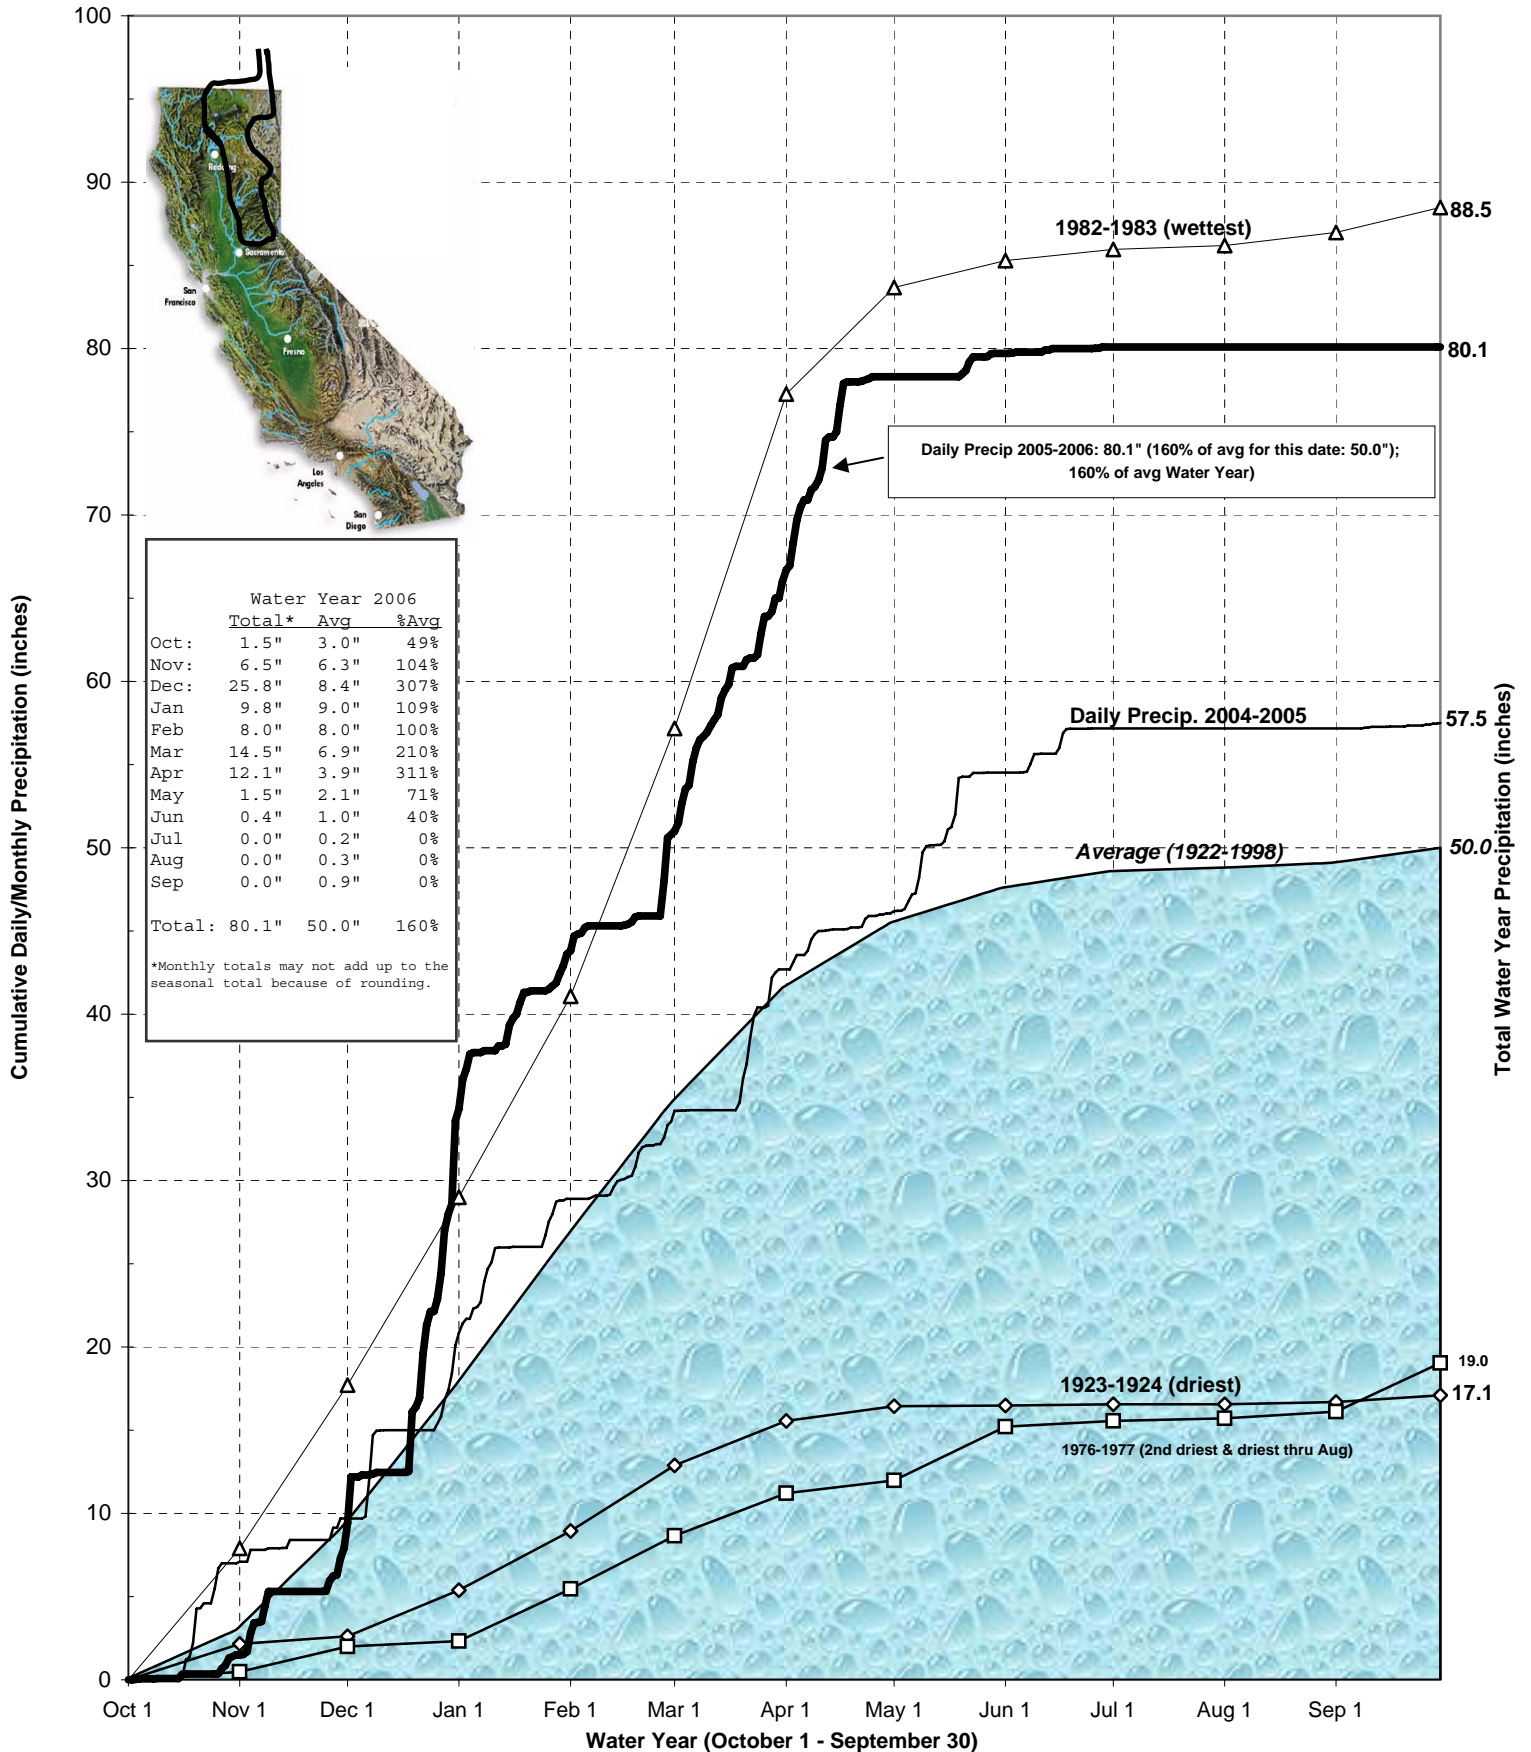 100
90
80
70
60
50
40
30
20
10
0
Cumulative Daily/Monthly Precipitation (inches)
Redding
Sacramento
San
Francisco
Fresno
Los
Angeles
San
Diego
Water Year 2006
Total* Avg %Avg
Oct: 1.5" 3.0" 49%
Nov: 6.5" 6.3" 104%
Dec: 25.8" 8.4" 307%
Jan 9.8" 9.0" 109%
Feb 8.0" 8.0" 100%
Mar 14.5" 6.9" 210%
Apr 12.1" 3.9" 311%
May 1.5" 2.1" 71%
Jun 0.4" 1.0" 40%
Jul 0.0" 0.2" 0%
Aug 0.0" 0.3" 0%
Sep 0.0" 0.9" 0%
Total: 80.1" 50.0" 160%
*Monthly totals may not add up to the
seasonal total because of rounding.
1982-1983 (wettest)
88.5
80.1
Daily Precip 2005-2006: 80.1" (160% of avg for this date: 50.0");
160% of avg Water Year)
Daily Precip. 2004-2005
57.5
Average (1922-1998)
50.0
1923-1924 (driest)
19.0
17.1
1976-1977 (2nd driest & driest thru Aug)
Total Water Year Precipitation (inches)
Oct 1 Nov 1 Dec 1 Jan 1 Feb 1 Mar 1 Apr 1 May 1 Jun 1 Jul 1 Aug 1 Sep 1
Water Year (October 1 - September 30)